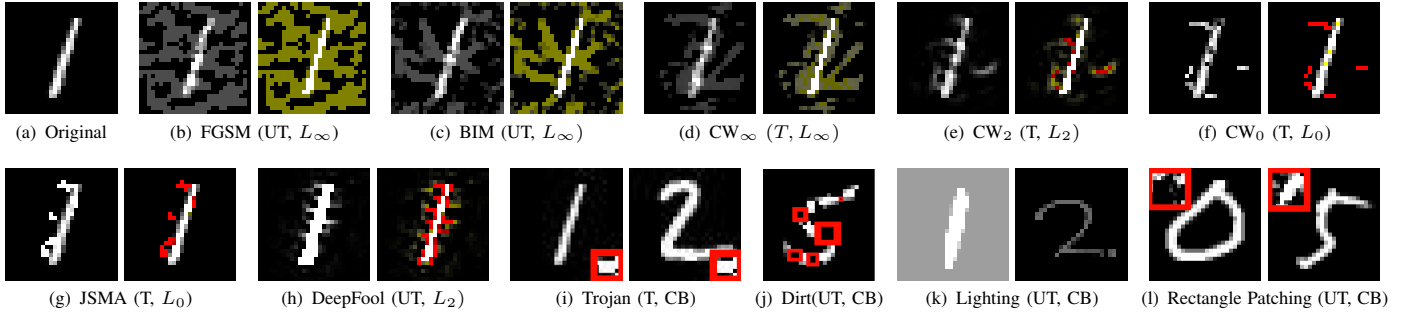 (a) Original
(b) FGSM (UT, L∞)
(c) BIM (UT, L∞)
(d) CW∞ (T, L∞)
(e) CW2 (T, L2)
(f) CW0 (T, L0)
(g) JSMA (T, L0)
(h) DeepFool (UT, L2)
(i) Trojan (T, CB)
(j) Dirt(UT, CB)
(k) Lighting (UT, CB)
(l) Rectangle Patching (UT, CB)